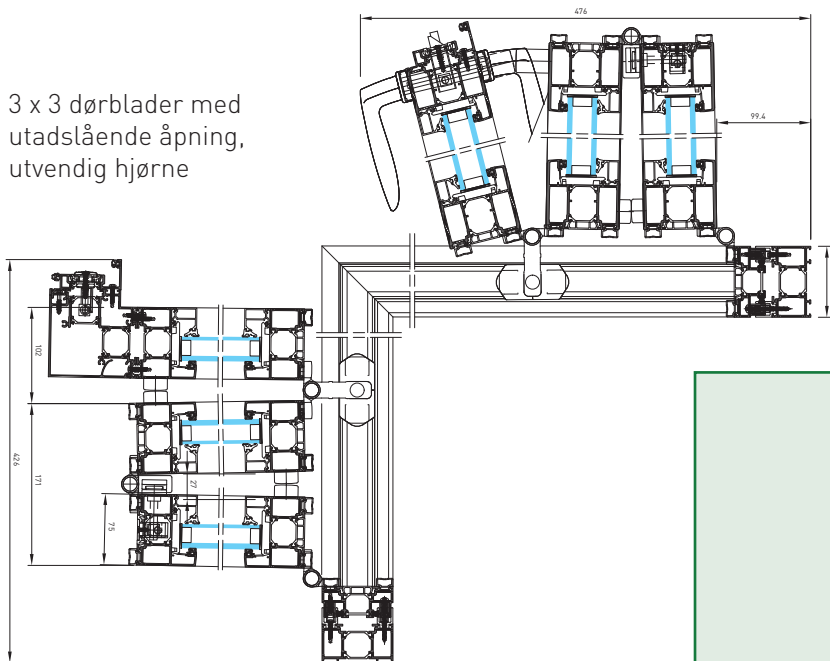 476
3 x 3 dørblader med
utadslående åpning,
utvendig hjørne
99.4
102
426
171
27
75